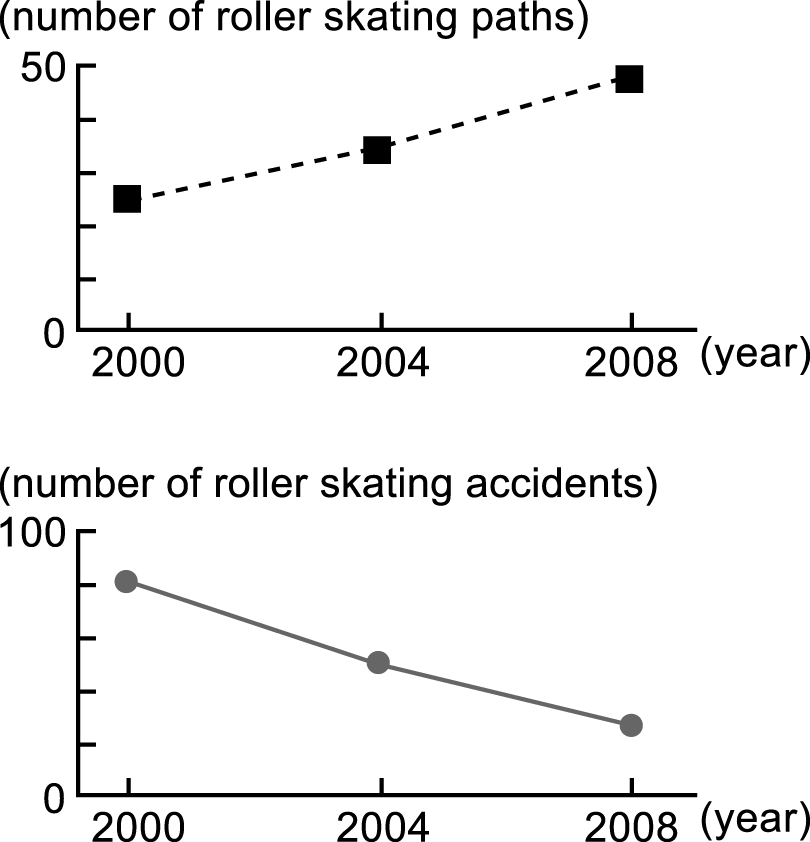 (number of roller skating paths)
50
0
2000 2004 2008 (year)
(number of roller skating accidents)
100
0
2000 2004 2008 (year)